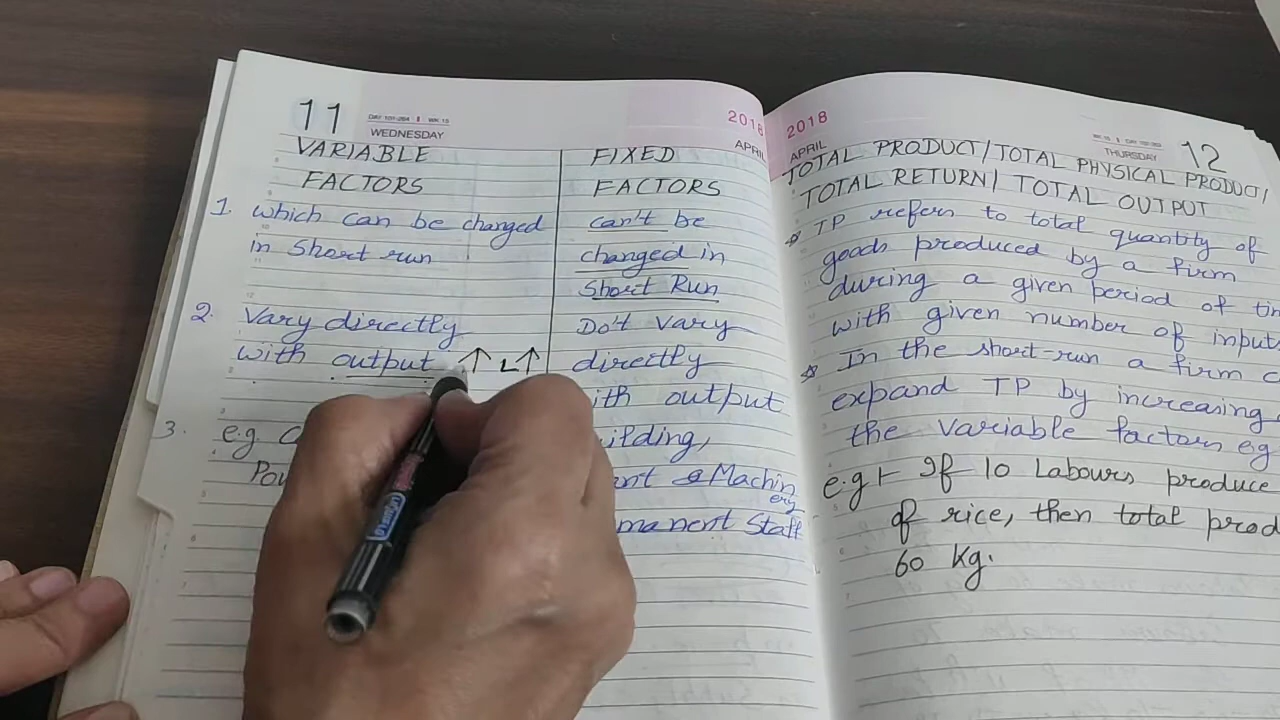 11
WEDNESDAY
2018
APRIL
VARIABLE
FACTORS
FIXED
FACTORS
1. which can be changed
in Short run
can't be
changed in
Short Run
2. Vary directly
with output ↑ L↑
Do't Vary
directly
with output
3. e.g
Building,
Machin
ery
manent Staff
2018
APRIL
THURSDAY
12
TOTAL PRODUCT/TOTAL PHYSICAL PRODUCT/
TOTAL RETURN/ TOTAL OUTPUT
TP refers to total quantity of
goods produced by a firm
during a given period of tim
with given number of inputs
In the short-run a firm c
expand TP by increasing
the variable factors eg
e.g:- If 10 Labours produce
of rice, then total prod
60 Kg.